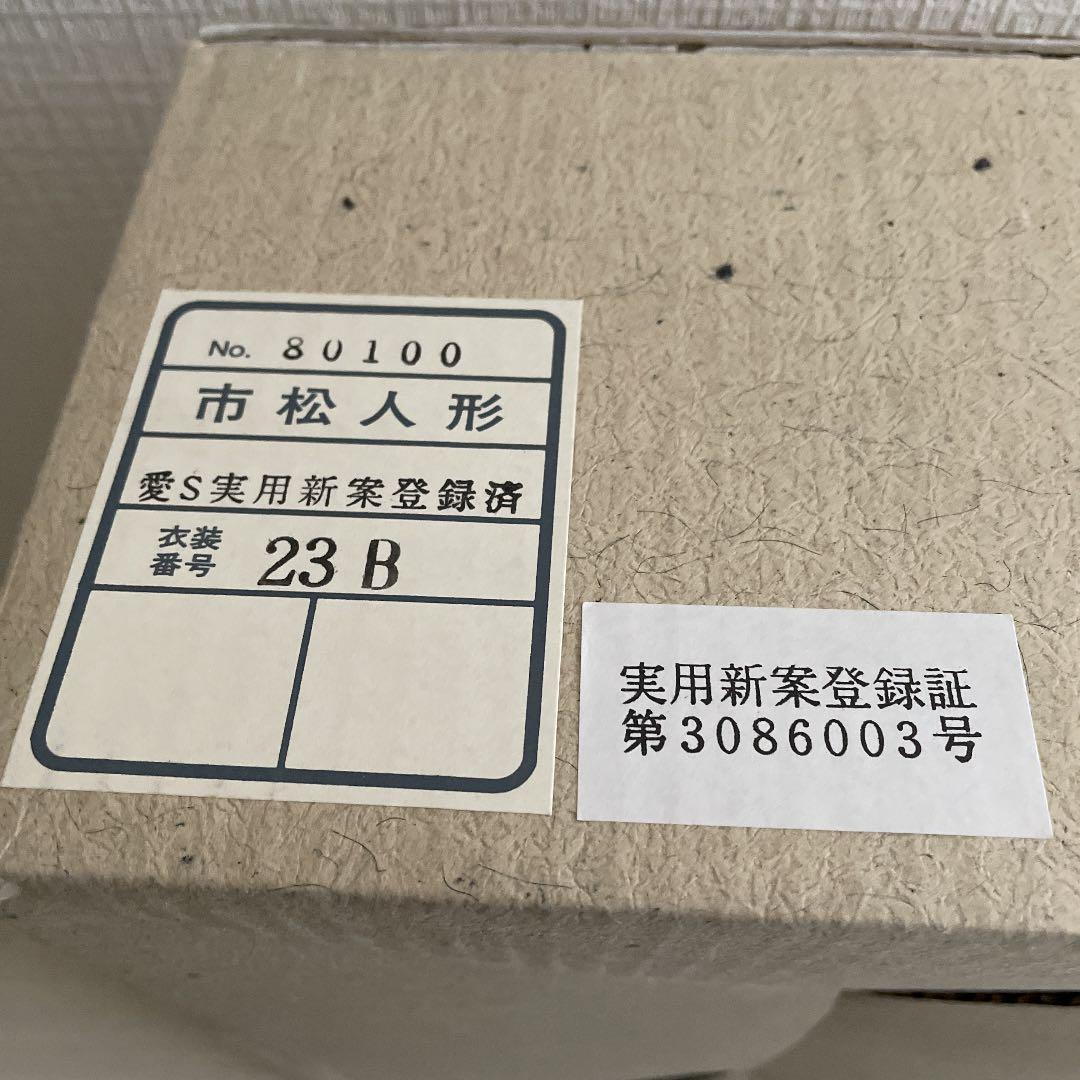 No. 80100
市松人形
愛S実用新案登録済
衣装
番号 23B
実用新案登録証
第3086003号